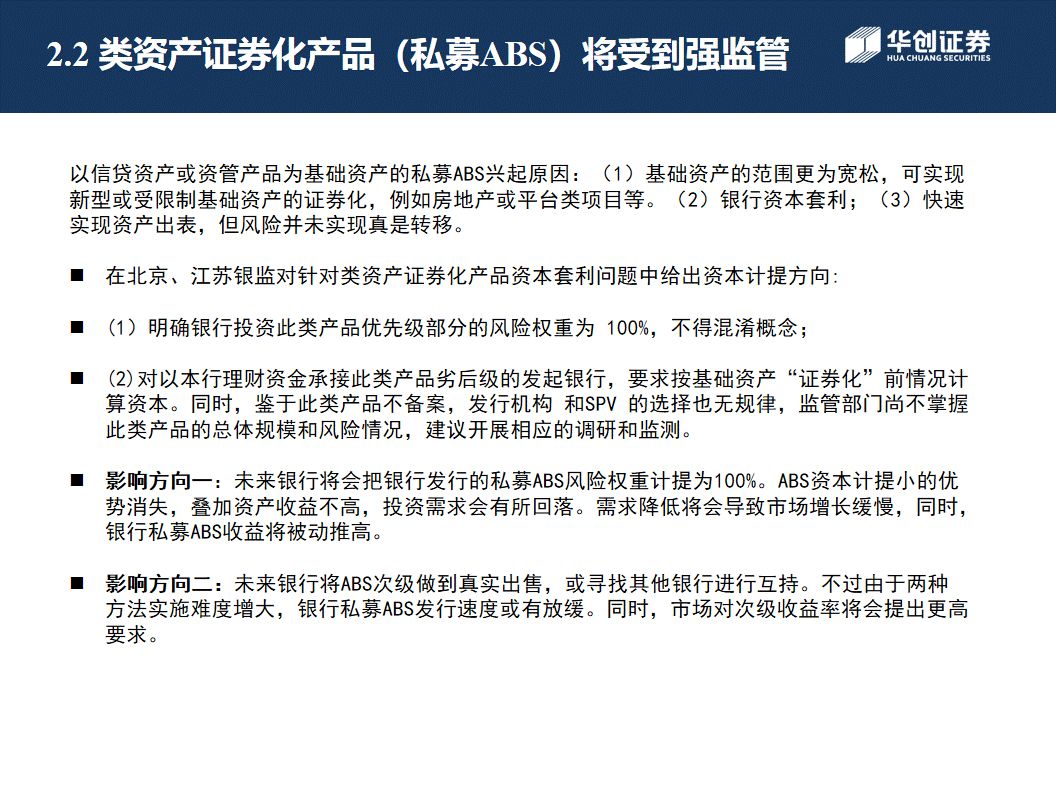 2.2 类资产证券化产品（私募ABS）将受到强监管
华创证券
HUA CHUANG SECURITIES
以信贷资产或资管产品为基础资产的私募ABS兴起原因：（1）基础资产的范围更为宽松，可实现
新型或受限制基础资产的证券化，例如房地产或平台类项目等。（2）银行资本套利；（3）快速
实现资产出表，但风险并未实现真是转移。
■ 在北京、江苏银监对针对类资产证券化产品资本套利问题中给出资本计提方向:
■ (1) 明确银行投资此类产品优先级部分的风险权重为 100%，不得混淆概念；
■ (2)对以本行理财资金承接此类产品劣后级的发起银行，要求按基础资产“证券化”前情况计
算资本。同时，鉴于此类产品不备案，发行机构 和SPV 的选择也无规律，监管部门尚不掌握
此类产品的总体规模和风险情况，建议开展相应的调研和监测。
■ 影响方向一：未来银行将会把银行发行的私募ABS风险权重计提为100%。ABS资本计提小的优
势消失，叠加资产收益不高，投资需求会有所回落。需求降低将会导致市场增长缓慢，同时，
银行私募ABS收益将被动推高。
■ 影响方向二：未来银行将ABS次级做到真实出售，或寻找其他银行进行互持。不过由于两种
方法实施难度增大，银行私募ABS发行速度或有放缓。同时，市场对次级收益率将会提出更高
要求。